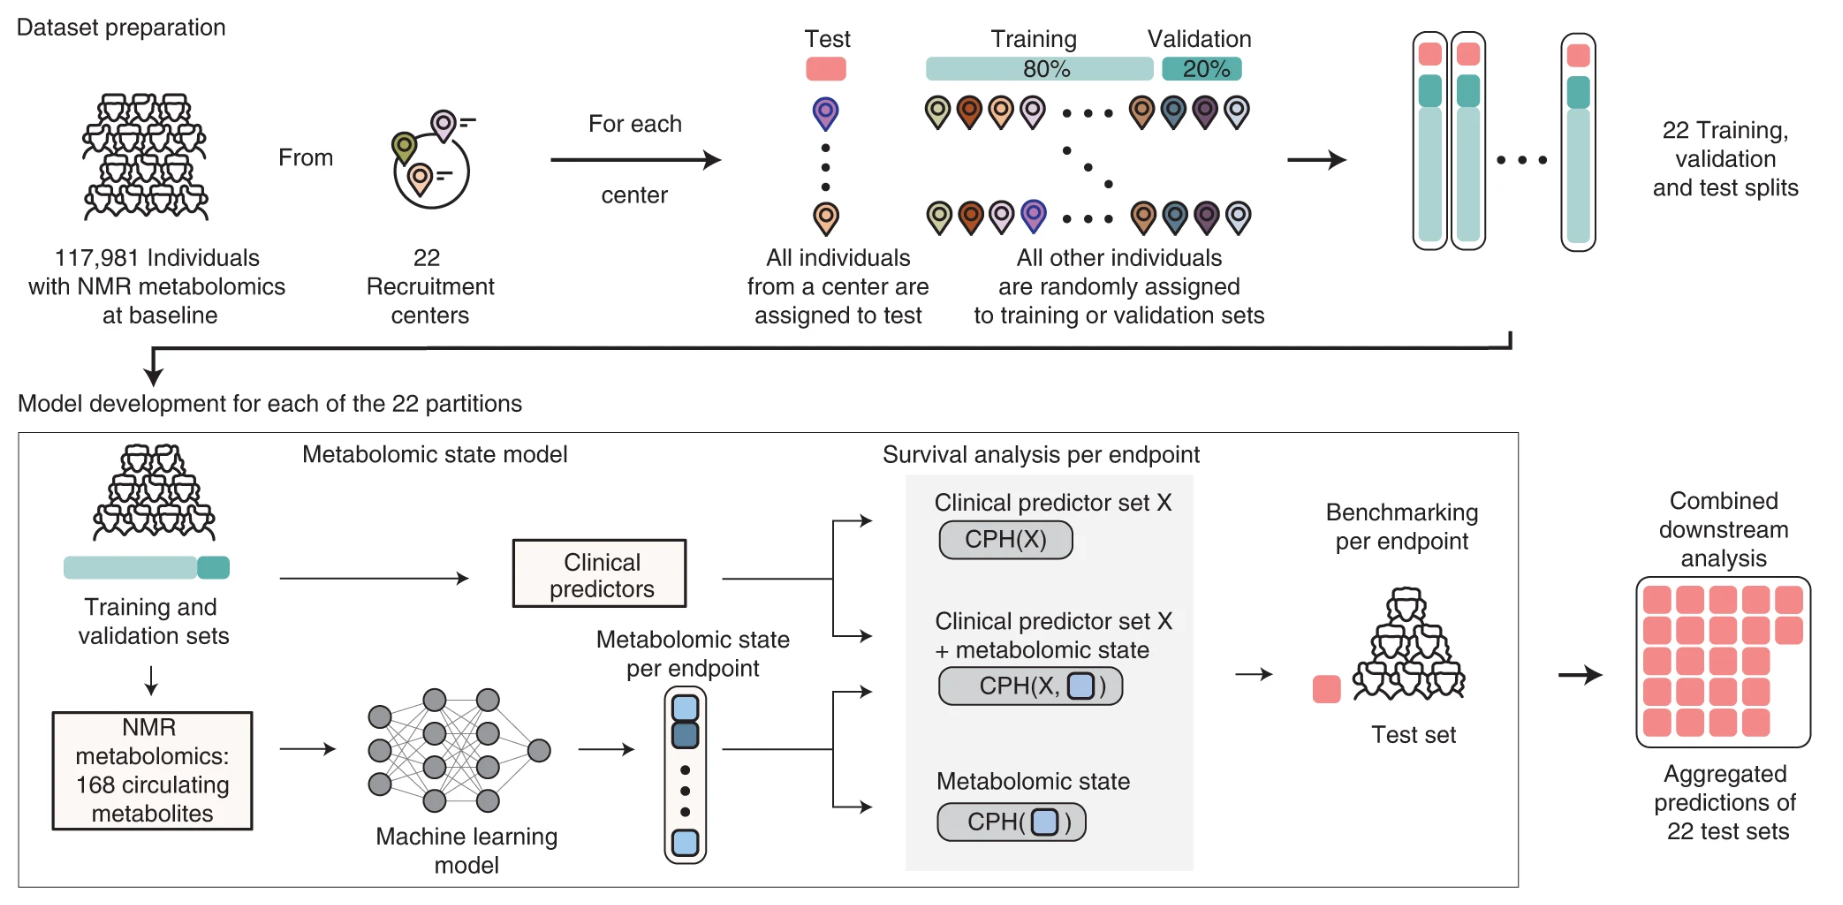 Dataset preparation
117,981 Individuals
with NMR metabolomics
at baseline
From
22
Recruitment
centers
For each
center
Test
All individuals
from a center are
assigned to test
Training
Validation
80%
20%
All other individuals
are randomly assigned
to training or validation sets
22 Training,
validation
and test splits
Model development for each of the 22 partitions
Metabolomic state model
Training and
validation sets
NMR
metabolomics:
168 circulating
metabolites
Clinical
predictors
Machine learning
model
Metabolomic state
per endpoint
Survival analysis per endpoint
Clinical predictor set X
CPH(X)
Clinical predictor set X
+ metabolomic state
CPH(X, )
Metabolomic state
CPH( )
Benchmarking
per endpoint
Test set
Combined
downstream
analysis
Aggregated
predictions of
22 test sets